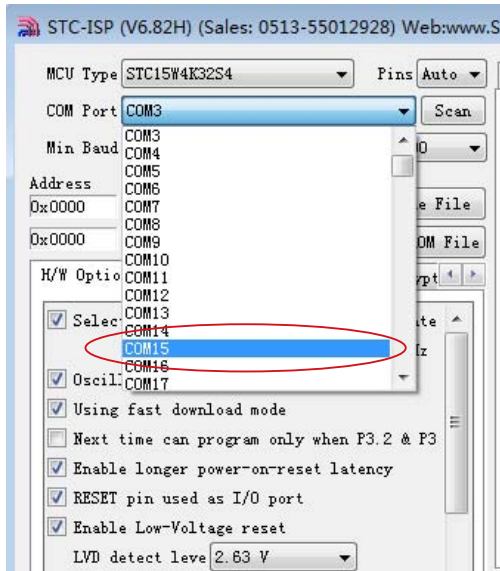 STC-ISP (V6.82H) (Sales: 0513-55012928) Web:www.S
MCU Type STC15W4K32S4 Pins Auto
COM Port COM3 Scan
Min Baud 0
COM3
COM4
COM5
COM6
COM7
COM8
COM9
COM10
COM11
COM12
COM13
COM14
COM15
COM16
COM17
Address
0x0000 e File
0x0000 OM File
H/W Optio ypt
Selec te
Hz
Oscill
Using fast download mode
Next time can program only when P3.2 & P3
Enable longer power-on-reset latency
RESET pin used as I/O port
Enable Low-Voltage reset
LVD detect leve 2.63 V